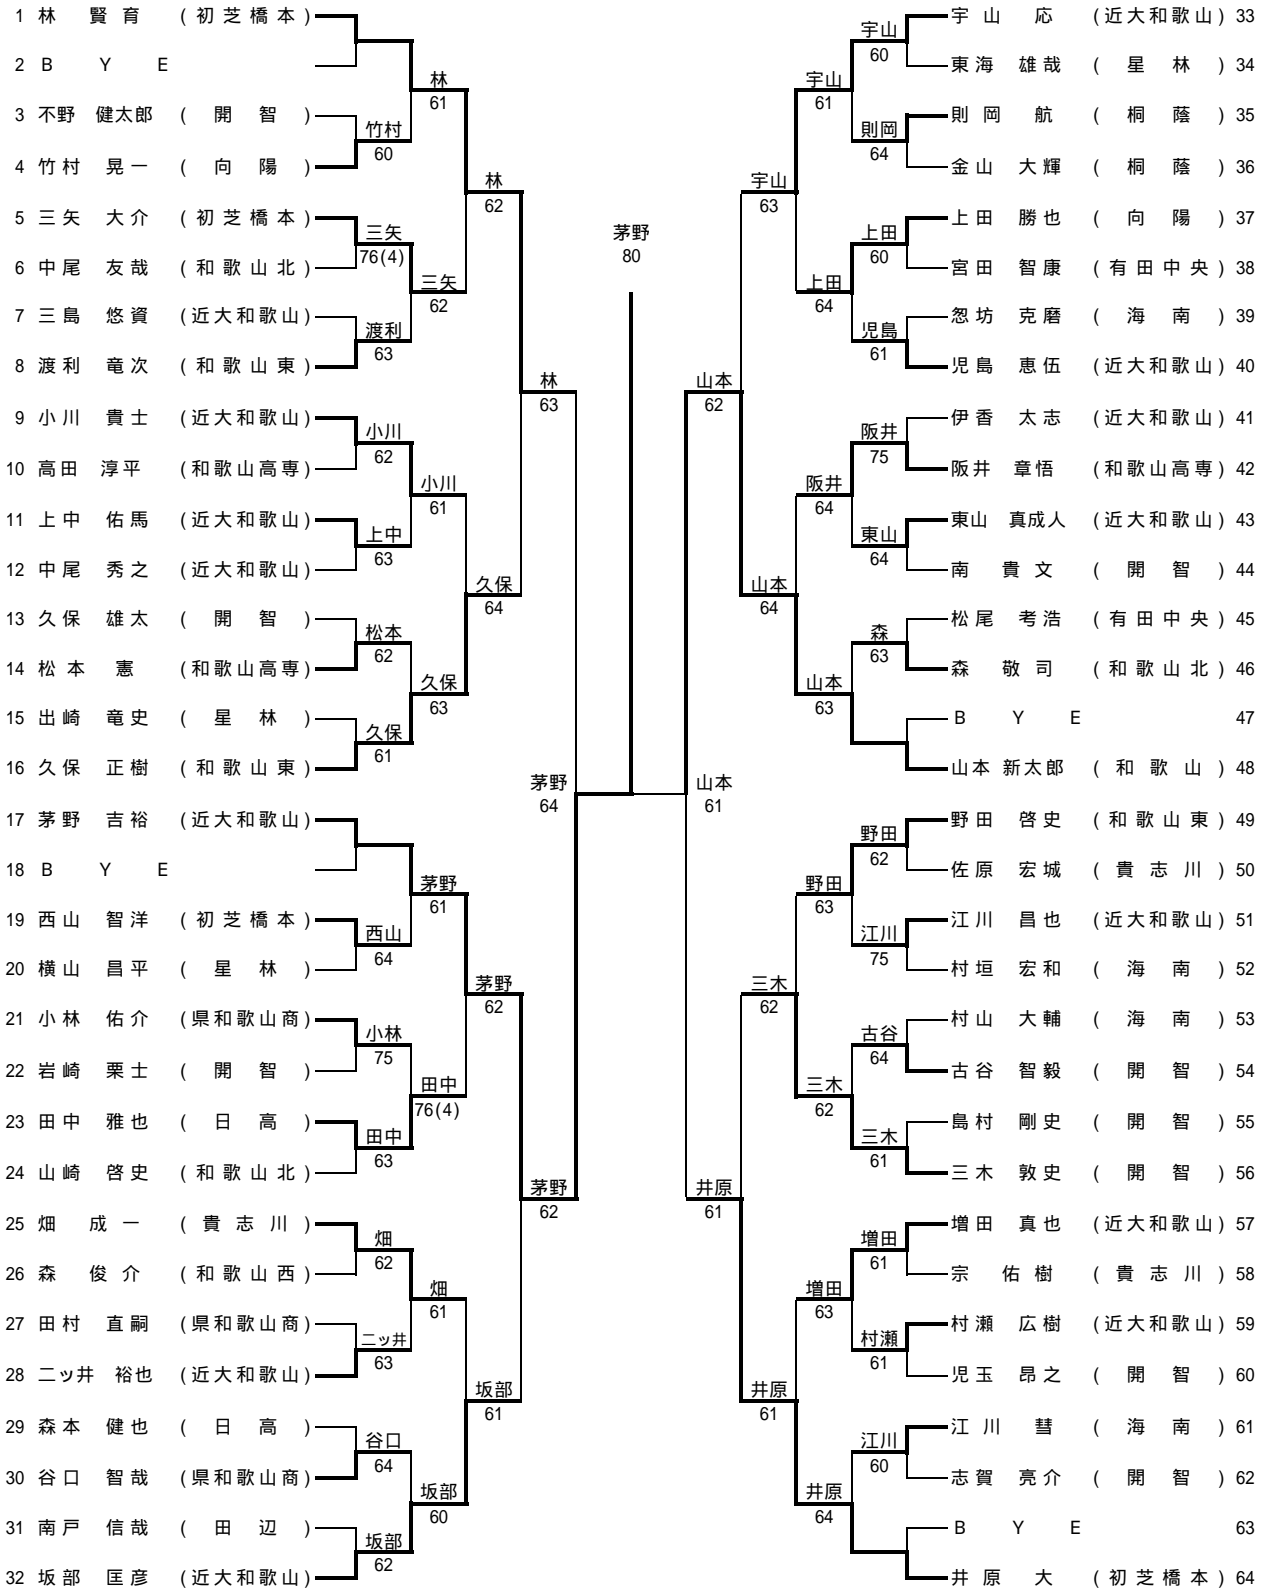 1 林 賢育 (初芝橋本)
2 B Y E
3 不野 健太郎 (開智)
4 竹村 晃一 (向陽)
5 三矢 大介 (初芝橋本)
6 中尾 友哉 (和歌山北)
7 三島 悠資 (近大和歌山)
8 渡利 竜次 (和歌山東)
9 小川 貴士 (近大和歌山)
10 高田 淳平 (和歌山高専)
11 上中 佑馬 (近大和歌山)
12 中尾 秀之 (近大和歌山)
13 久保 雄太 (開智)
14 松本 憲 (和歌山高専)
15 出崎 竜史 (星林)
16 久保 正樹 (和歌山東)
17 茅野 吉裕 (近大和歌山)
18 B Y E
19 西山 智洋 (初芝橋本)
20 横山 昌平 (星林)
21 小林 佑介 (県和歌山商)
22 岩崎 栗士 (開智)
23 田中 雅也 (日高)
24 山崎 啓史 (和歌山北)
25 畑 成一 (貴志川)
26 森 俊介 (和歌山西)
27 田村 直嗣 (県和歌山商)
28 二ッ井 裕也 (近大和歌山)
29 森本 健也 (日高)
30 谷口 智哉 (県和歌山商)
31 南戸 信哉 (田辺)
32 坂部 匡彦 (近大和歌山)
竹村
60
三矢
76(4)
渡利
63
小川
62
上中
63
松本
62
久保
61
西山
64
小林
75
田中
63
畑
62
二ッ井
63
谷口
64
坂部
62
林
61
三矢
62
小川
61
久保
63
茅野
61
田中
76(4)
畑
61
坂部
60
林
62
久保
64
茅野
62
坂部
61
林
63
茅野
62
茅野
64
茅野
80
山本
61
山本
62
井原
61
宇山
63
山本
64
三木
62
井原
61
宇山
61
上田
64
阪井
64
山本
63
野田
63
三木
62
増田
63
井原
64
宇山
60
則岡
64
上田
60
児島
61
阪井
75
東山
64
森
63
野田
62
江川
75
古谷
64
三木
61
増田
61
村瀬
61
江川
60
宇山 応 (近大和歌山) 33
東海 雄哉 (星林) 34
則岡 航 (桐蔭) 35
金山 大輝 (桐蔭) 36
上田 勝也 (向陽) 37
宮田 智康 (有田中央) 38
忽坊 克磨 (海南) 39
児島 恵伍 (近大和歌山) 40
伊香 太志 (近大和歌山) 41
阪井 章悟 (和歌山高専) 42
東山 真成人 (近大和歌山) 43
南 貴文 (開智) 44
松尾 考浩 (有田中央) 45
森 敬司 (和歌山北) 46
B Y E 47
山本 新太郎 (和歌山) 48
野田 啓史 (和歌山東) 49
佐原 宏城 (貴志川) 50
江川 昌也 (近大和歌山) 51
村垣 宏和 (海南) 52
村山 大輔 (海南) 53
古谷 智毅 (開智) 54
島村 剛史 (開智) 55
三木 敦史 (開智) 56
増田 真也 (近大和歌山) 57
宗 佑樹 (貴志川) 58
村瀬 広樹 (近大和歌山) 59
児玉 昂之 (開智) 60
江川 彗 (海南) 61
志賀 亮介 (開智) 62
B Y E 63
井原 大 (初芝橋本) 64